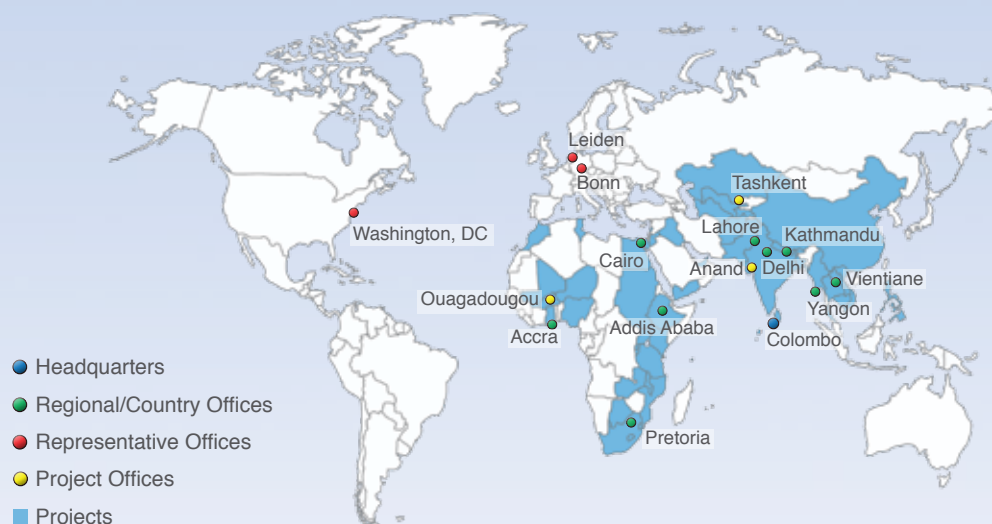 Leiden
Bonn
Tashkent
Washington, DC
Lahore
Kathmandu
Cairo
Anand
Delhi
Vientiane
Ouagadougou
Yangon
Accra
Addis Ababa
Colombo
Pretoria
Headquarters
Regional/Country Offices
Representative Offices
Project Offices
Projects